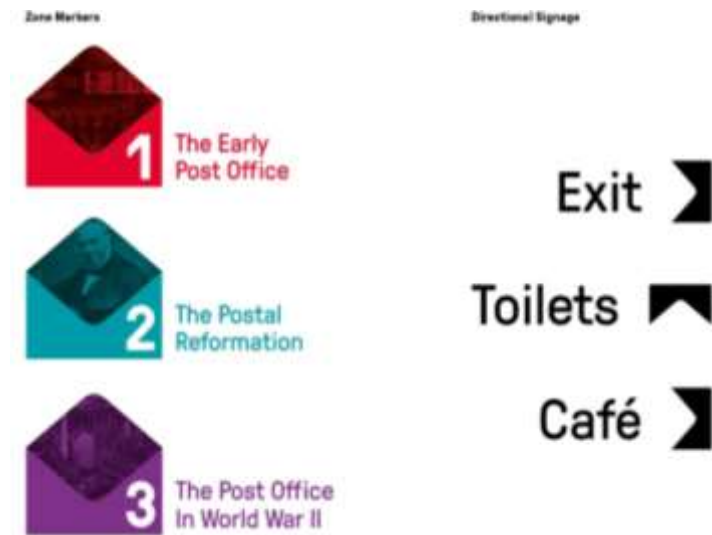 Zone Markers
1
The Early
Post Office
2
The Postal
Reformation
3
The Post Office
In World War II
Directional Signage
Exit
Toilets
Café